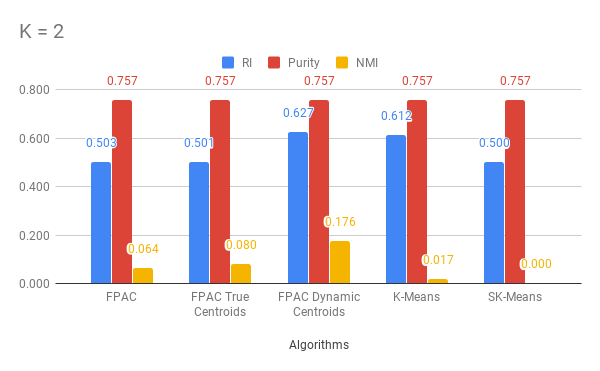 K = 2
RI Purity NMI
0.800
0.600
0.400
0.200
0.000
0.503 0.757 0.064
0.501 0.757 0.080
0.627 0.757 0.176
0.612 0.757 0.017
0.500 0.757 0.000
FPAC
FPAC True
Centroids
FPAC Dynamic
Centroids
K-Means
SK-Means
Algorithms